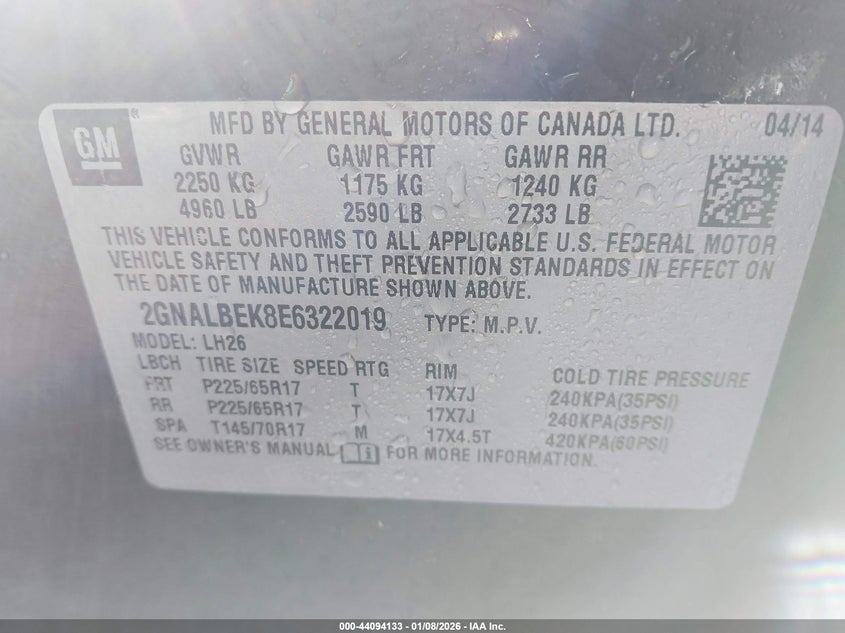 GM MFD BY GENERAL MOTORS OF CANADA LTD. 04/14
GVWR GAWR FRT GAWR RR
2250 KG 1175 KG 1240 KG
4960 LB 2590 LB 2733 LB
THIS VEHICLE CONFORMS TO ALL APPLICABLE U.S. FEDERAL MOTOR
VEHICLE SAFETY AND THEFT PREVENTION STANDARDS IN EFFECT ON
THE DATE OF MANUFACTURE SHOWN ABOVE.
2GNALBEK8E6322019 TYPE: M.P.V.
MODEL: LH26
LBCH TIRE SIZE SPEED RTG RIM COLD TIRE PRESSURE
FRT P225/65R17 T 17X7J 240KPA(35PSI)
RR P225/65R17 T 17X7J 240KPA(35PSI)
SPA T145/70R17 M 17X4.5T 420KPA(60PSI)
SEE OWNER'S MANUAL FOR MORE INFORMATION.
000-44094133 - 01/08/2026 - IAA Inc.